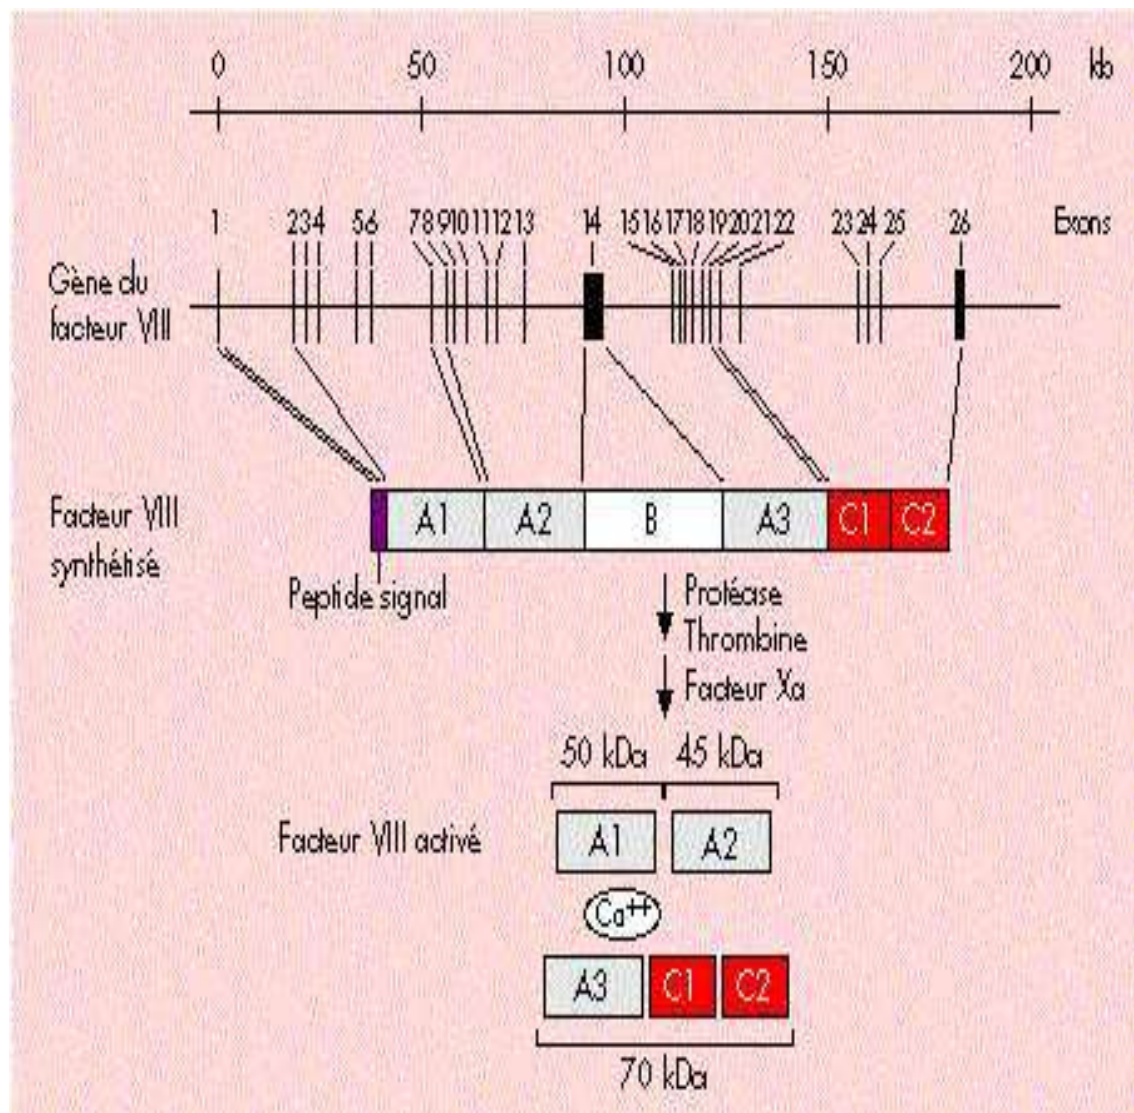 0 50 100 150 200 kb
1 2 3 4 5 6 7 8 9 10 11 12 13 14 15 16 17 18 19 20 21 22 23 24 25 26 Exons
Gène du
facteur VIII
Facteur VIII
synthétisé
A1 A2 B A3 C1 C2
Peptide signal
Protéase
Thrombine
Facteur Xa
50 kDa 45 kDa
Facteur VIII activé
A1 A2
Ca++
A3 C1 C2
70 kDa